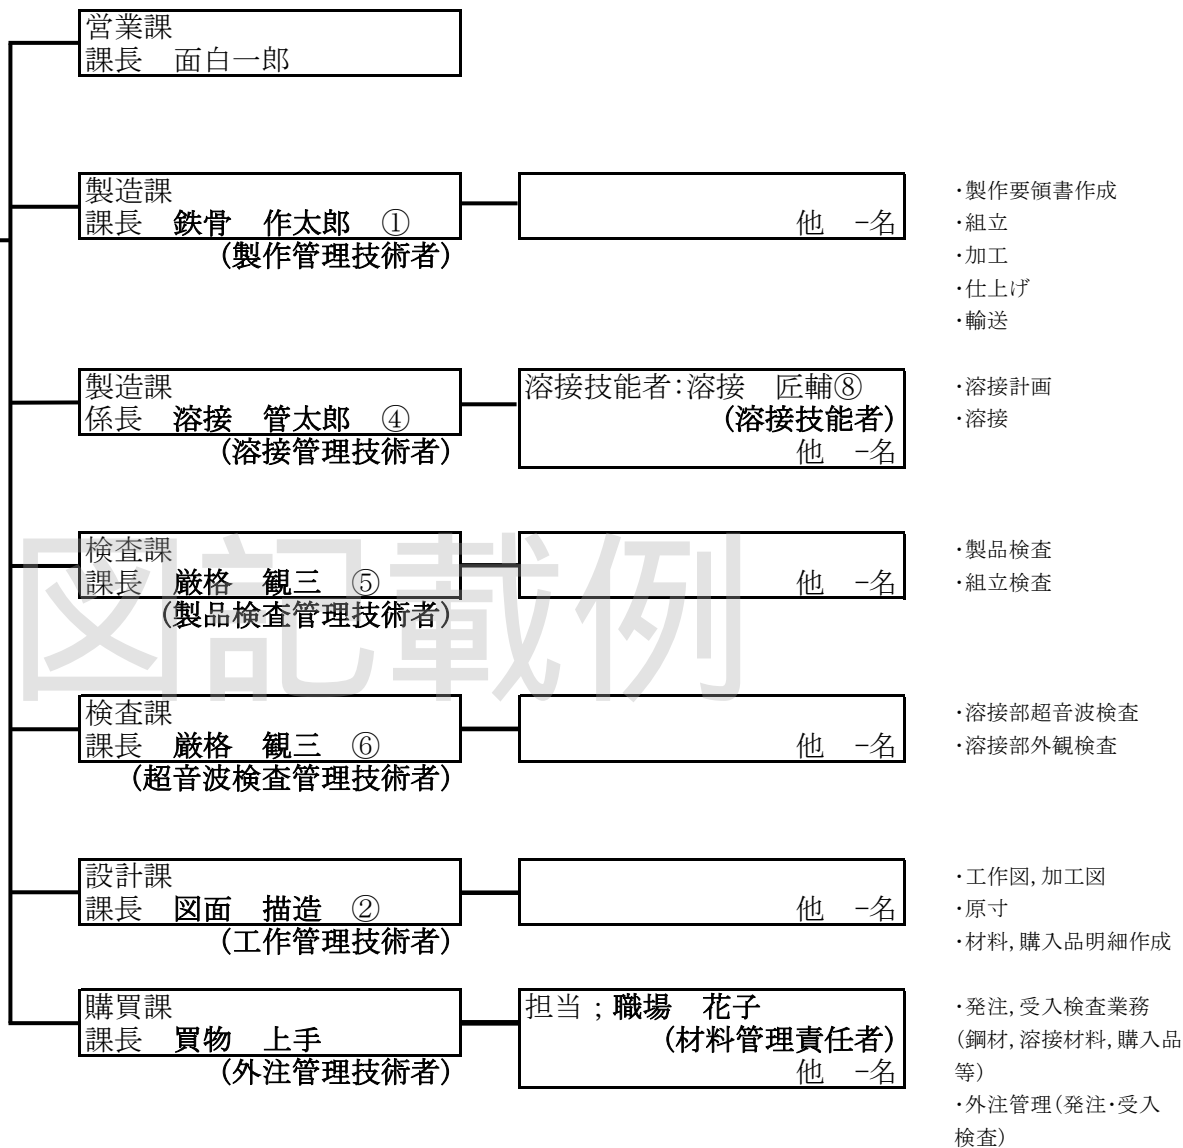 営業課
課長　面白一郎
製造課
課長　鉄骨　作太郎　①
(製作管理技術者)
他　-名
・製作要領書作成
・組立
・加工
・仕上げ
・輸送
製造課
係長　溶接　管太郎　④
(溶接管理技術者)
溶接技能者:溶接　匠輔⑧
(溶接技能者)
他　-名
・溶接計画
・溶接
検査課
課長　厳格　観三　⑤
(製品検査管理技術者)
他　-名
・製品検査
・組立検査
図記載例
検査課
課長　厳格　観三　⑥
(超音波検査管理技術者)
他　-名
・溶接部超音波検査
・溶接部外観検査
設計課
課長　図面　描造　②
(工作管理技術者)
他　-名
・工作図,加工図
・原寸
・材料,購入品明細作成
購買課
課長　買物　上手
(外注管理技術者)
担当；職場　花子
(材料管理責任者)
他　-名
・発注,受入検査業務
(鋼材,溶接材料,購入品
等)
・外注管理(発注・受入
検査)